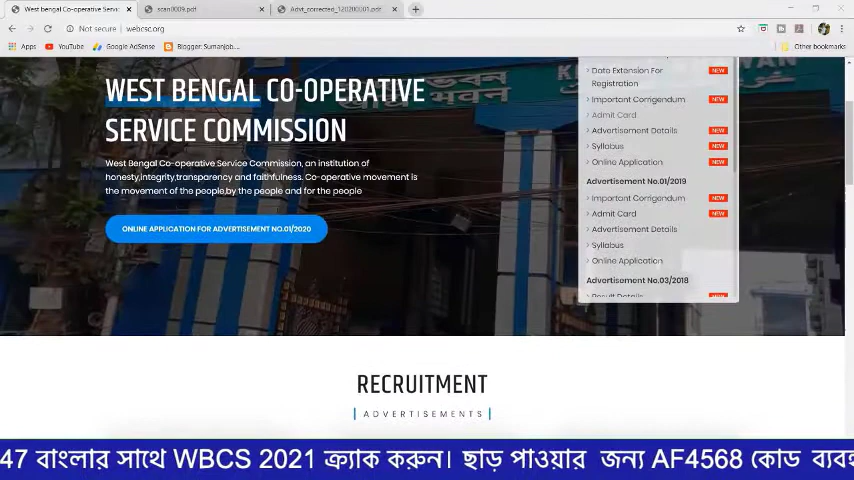 West bengal Co-operative Servic
scan0009.pdf
Advt_corrected_120200001.pdf
Not secure | webcsc.org
Apps
YouTube
Google AdSense
Blogger: Sumanjob....
Other bookmarks
WEST BENGAL CO-OPERATIVE
SERVICE COMMISSION
West Bengal Co-operative Service Commission, an institution of
honesty,integrity,transparency and faithfulness. Co-operative movement is
the movement of the people,by the people and for the people
ONLINE APPLICATION FOR ADVERTISEMENT NO.01/2020
Date Extension For NEW
Registration
Important Corrigendum NEW
Admit Card
Advertisement Details NEW
Syllabus NEW
Online Application NEW
Advertisement No.01/2019
Important Corrigendum NEW
Admit Card NEW
Advertisement Details
Syllabus
Online Application
Advertisement No.03/2018
Result Details NEW
RECRUITMENT
ADVERTISEMENTS
47 বাংলার সাথে WBCS 2021 ক্র্যাক করুন। ছাড় পাওয়ার জন্য AF4568 কোড ব্যবহ